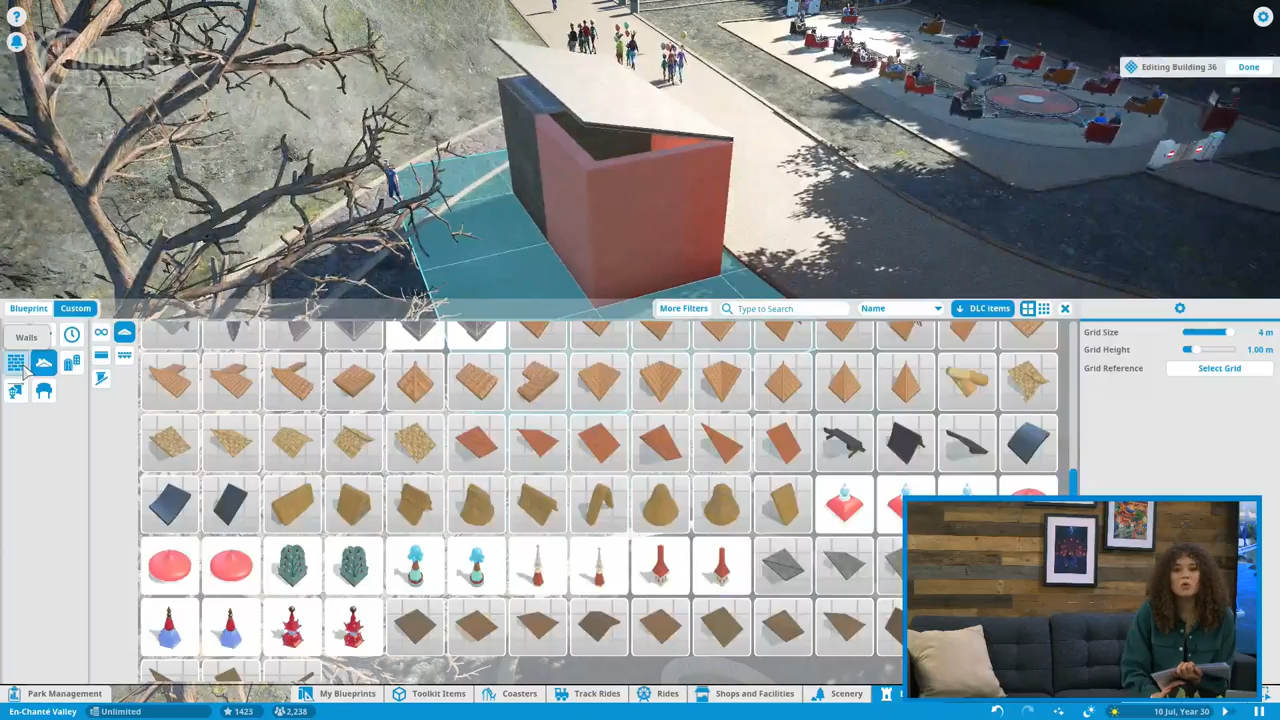 FRONTIER
Editing Building 36 Done
Blueprint Custom More Filters Type to Search Name DLC items
Walls
Grid Size 4 m
Grid Height 1.00 m
Grid Reference Select Grid
Park Management My Blueprints Toolkit Items Coasters Track Rides Rides Shops and Facilities Scenery
En-Chanté Valley Unlimited 1423 2,238 10 Jul, Year 30